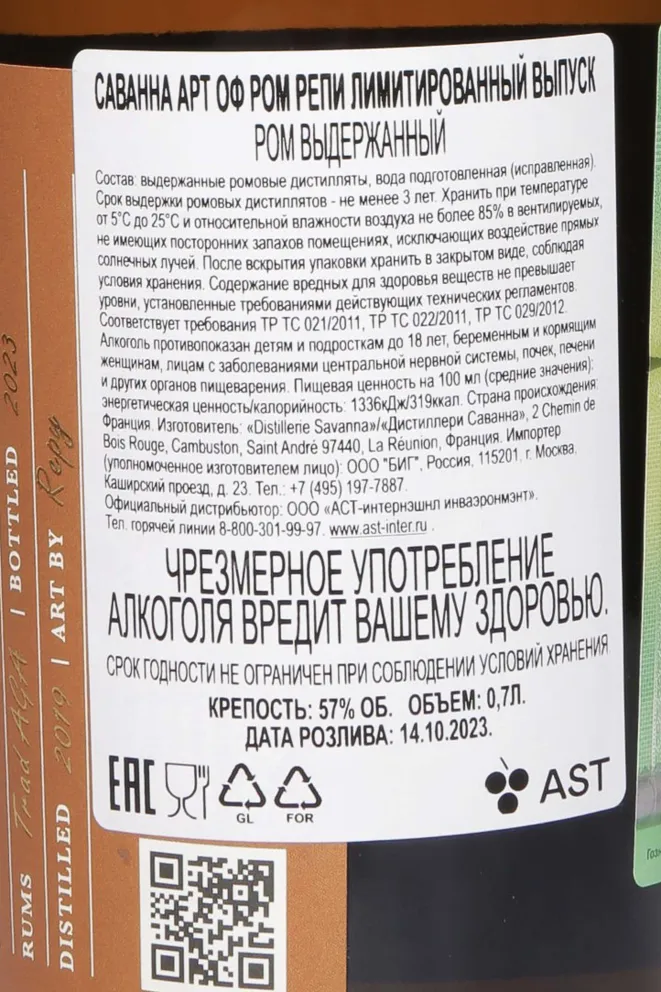 САВАННА АРТ ОФ РОМ РЕПИ ЛИМИТИРОВАННЫЙ ВЫПУСК
РОМ ВЫДЕРЖАННЫЙ
Состав: выдержанные ромовые дистилляты, вода подготовленная (исправленная).
Срок выдержки ромовых дистиллятов - не менее 3 лет. Хранить при температуре
от 5°С до 25°С и относительной влажности воздуха не более 85% в вентилируемых,
не имеющих посторонних запахов помещениях, исключающих воздействие прямых
солнечных лучей. После вскрытия упаковки хранить в закрытом виде, соблюдая
условия хранения. Содержание вредных для здоровья веществ не превышает
уровни, установленные требованиями действующих технических регламентов.
Соответствует требования ТР ТС 021/2011, ТР ТС 022/2011, ТР ТС 029/2012.
Алкоголь противопоказан детям и подросткам до 18 лет, беременным и кормящим
женщинам, лицам с заболеваниями центральной нервной системы, почек, печени
и других органов пищеварения. Пищевая ценность на 100 мл (средние значения):
энергетическая ценность/калорийность: 1336кДж/319ккал. Страна происхождения:
Франция. Изготовитель: «Distillerie Savanna»/«Дистиллери Саванна», 2 Chemin de
Bois Rouge, Cambuston, Saint André 97440, La Réunion, Франция. Импортер
(уполномоченное изготовителем лицо): ООО "БИГ", Россия, 115201, г. Москва,
Каширский проезд, д. 23. Тел.: +7 (495) 197-7887.
Официальный дистрибьютор: ООО «АСТ-интернэшнл инваэронмэнт».
Тел. горячей линии 8-800-301-99-97. www.ast-inter.ru .
ЧРЕЗМЕРНОЕ УПОТРЕБЛЕНИЕ
АЛКОГОЛЯ ВРЕДИТ ВАШЕМУ ЗДОРОВЬЮ.
СРОК ГОДНОСТИ НЕ ОГРАНИЧЕН ПРИ СОБЛЮДЕНИИ УСЛОВИЙ ХРАНЕНИЯ
КРЕПОСТЬ: 57% ОБ. ОБЪЕМ: 0,7Л.
ДАТА РОЗЛИВА: 14.10.2023.
EAC
GL
FOR
AST
RUMS Trad AGA | BOTTLED 2023
DISTILLED 2019 | ART BY Repy